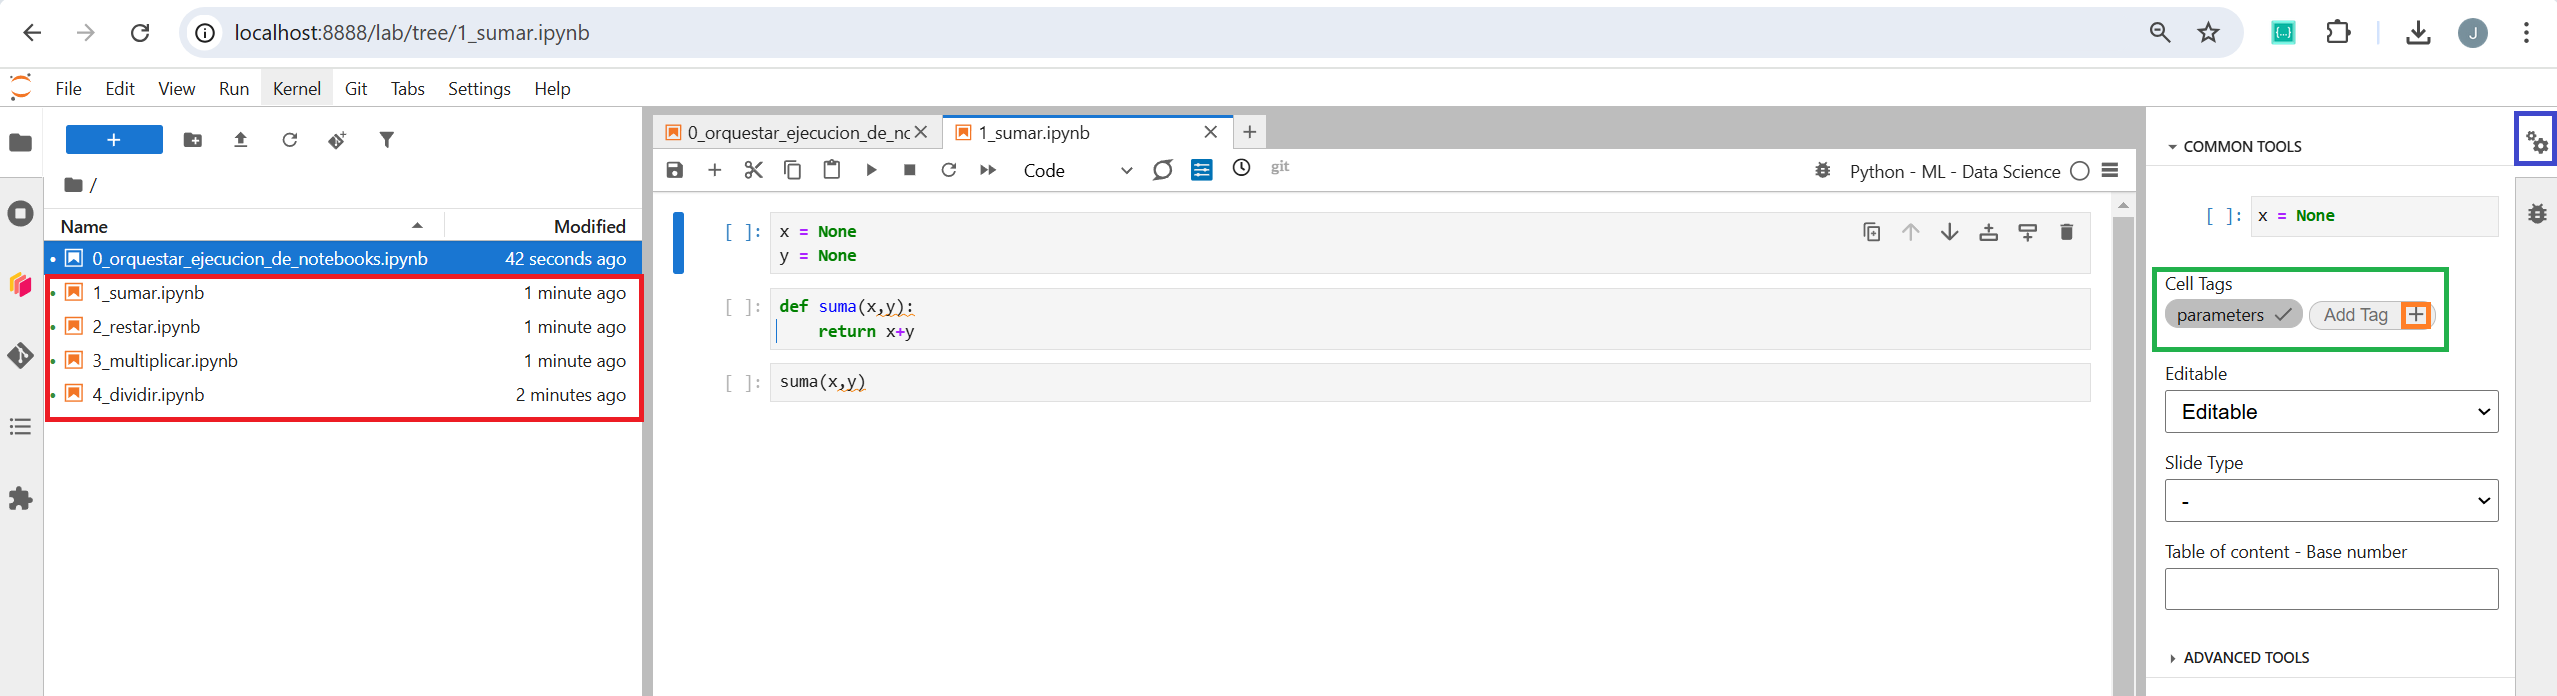 localhost:8888/lab/tree/1_sumar.ipynb
J
File Edit View Run Kernel Git Tabs Settings Help
+
/
Name Modified
0_orquestar_ejecucion_de_notebooks.ipynb 42 seconds ago
1_sumar.ipynb 1 minute ago
2_restar.ipynb 1 minute ago
3_multiplicar.ipynb 1 minute ago
4_dividir.ipynb 2 minutes ago
0_orquestar_ejecucion_de_nc
1_sumar.ipynb
Code
git
Python - ML - Data Science
[ ]: x = None
y = None
[ ]: def suma(x,y):
return x+y
[ ]: suma(x,y)
COMMON TOOLS
[ ]: x = None
Cell Tags
parameters Add Tag
Editable
Editable
Slide Type
-
Table of content - Base number
ADVANCED TOOLS